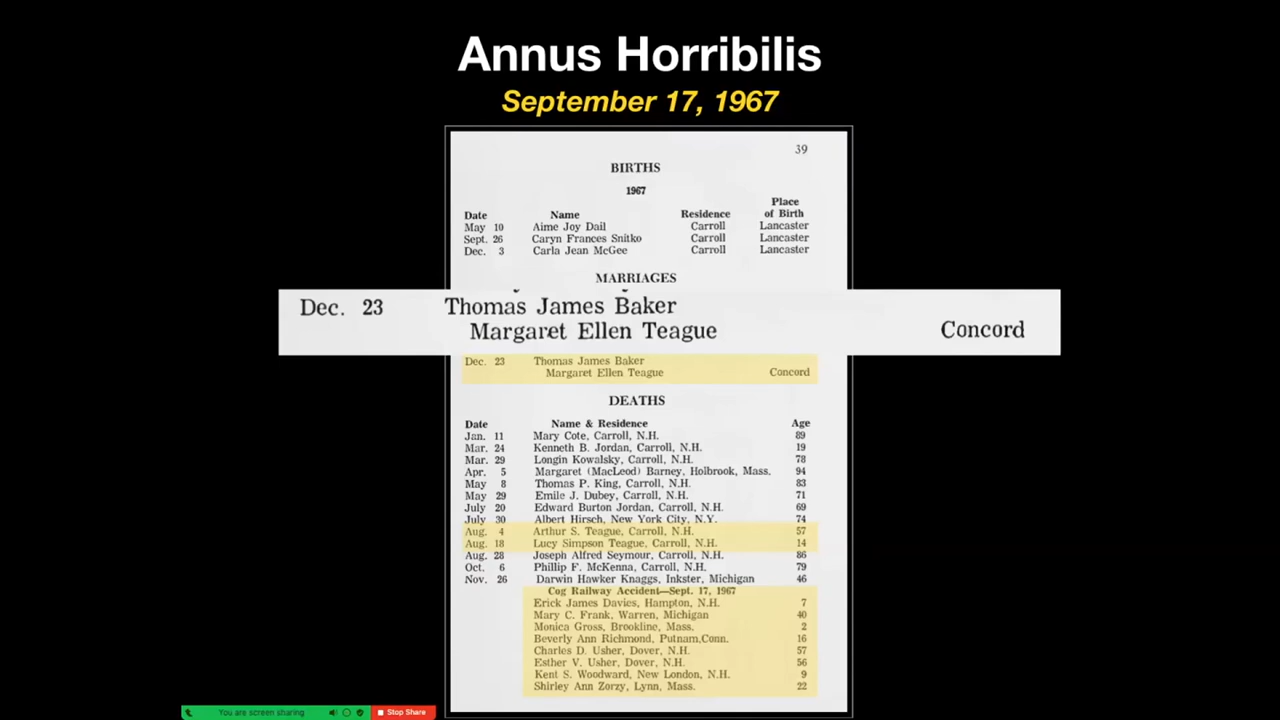 Annus Horribilis
September 17, 1967
39
BIRTHS
1967
Place
Date Name Residence of Birth
May 10 Aime Joy Dail Carroll Lancaster
Sept. 26 Caryn Frances Snitko Carroll Lancaster
Dec. 3 Carla Jean McGee Carroll Lancaster
MARRIAGES
Dec. 23 Thomas James Baker
Margaret Ellen Teague Concord
Dec. 23 Thomas James Baker
Margaret Ellen Teague Concord
DEATHS
Date Name & Residence Age
Jan. 11 Mary Cote, Carroll, N.H. 89
Mar. 24 Kenneth B. Jordan, Carroll, N.H. 19
Mar. 29 Longin Kowalsky, Carroll, N.H. 78
Apr. 5 Margaret (MacLeod) Barney, Holbrook, Mass. 94
May 8 Thomas P. King, Carroll, N.H. 83
May 29 Emile J. Dubey, Carroll, N.H. 71
July 20 Edward Burton Jordan, Carroll, N.H. 69
July 30 Albert Hirsch, New York City, N.Y. 74
Aug. 4 Arthur S. Teague, Carroll, N.H. 57
Aug. 18 Lucy Simpson Teague, Carroll, N.H. 14
Aug. 28 Joseph Alfred Seymour, Carroll, N.H. 86
Oct. 6 Phillip F. McKenna, Carroll, N.H. 79
Nov. 26 Darwin Hawker Knaggs, Inkster, Michigan 46
Cog Railway Accident—Sept. 17, 1967
Erick James Davies, Hampton, N.H. 7
Mary C. Frank, Warren, Michigan 40
Monica Gross, Brookline, Mass. 2
Beverly Ann Richmond, Putnam,Conn. 16
Charles D. Usher, Dover, N.H. 57
Esther V. Usher, Dover, N.H. 56
Kent S. Woodward, New London, N.H. 9
Shirley Ann Zorzy, Lynn, Mass. 22
You are screen sharing Stop Share